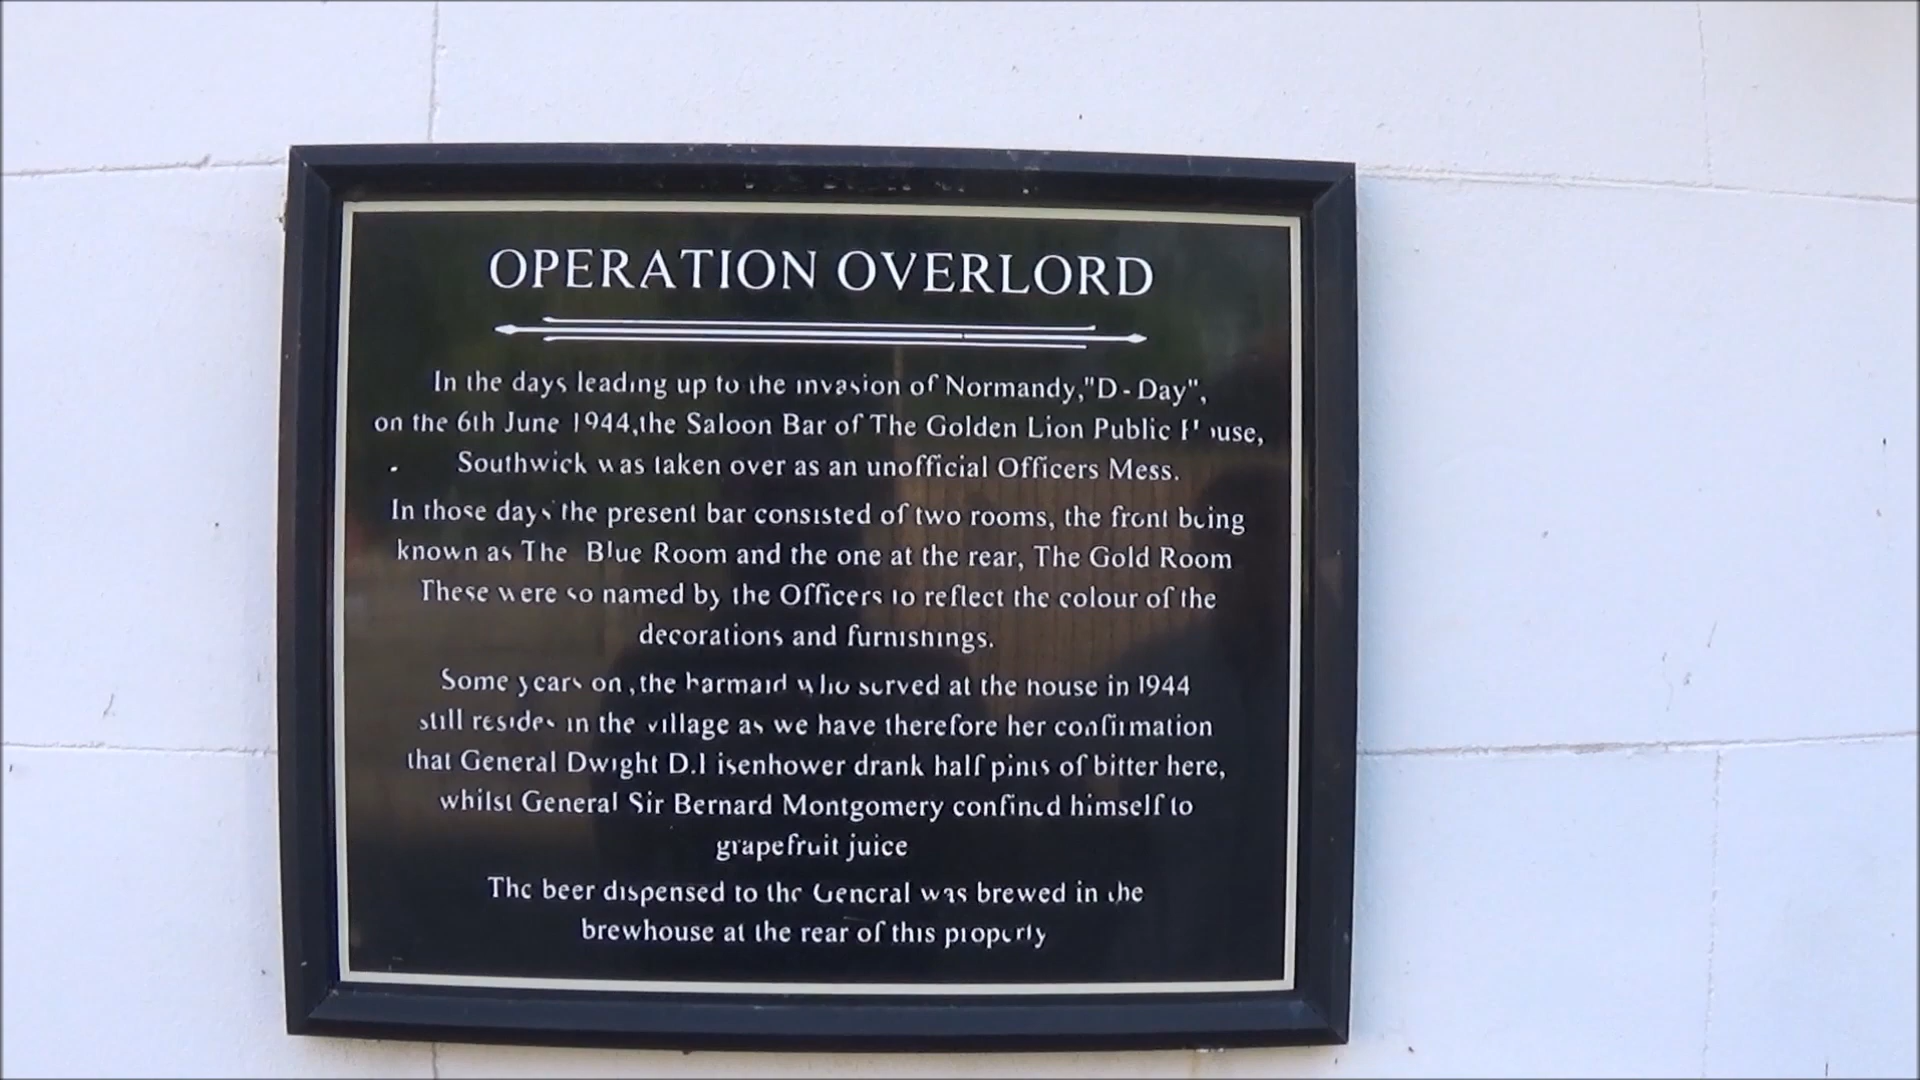 OPERATION OVERLORD
In the days leading up to the invasion of Normandy,"D-Day",
on the 6th June 1944,the Saloon Bar of The Golden Lion Public House,
Southwick was taken over as an unofficial Officers Mess.
In those days the present bar consisted of two rooms, the front being
known as The Blue Room and the one at the rear, The Gold Room
These were so named by the Officers to reflect the colour of the
decorations and furnishings.
Some years on,the barmaid who served at the house in 1944
still resides in the village as we have therefore her confirmation
that General Dwight D.Eisenhower drank half pints of bitter here,
whilst General Sir Bernard Montgomery confined himself to
grapefruit juice
The beer dispensed to the General was brewed in the
brewhouse at the rear of this property